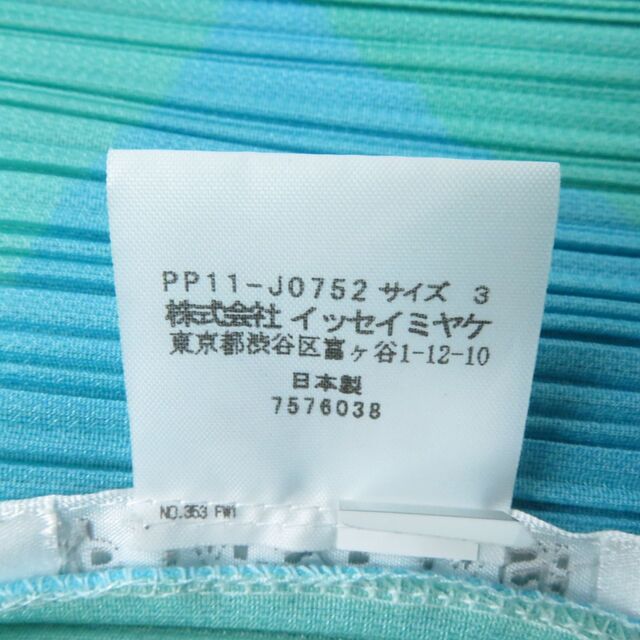 PP11-J0752 サイズ 3
株式会社 イッセイミヤケ
東京都渋谷区富ヶ谷1-12-10
日本製
7576038
NO.353 FW1